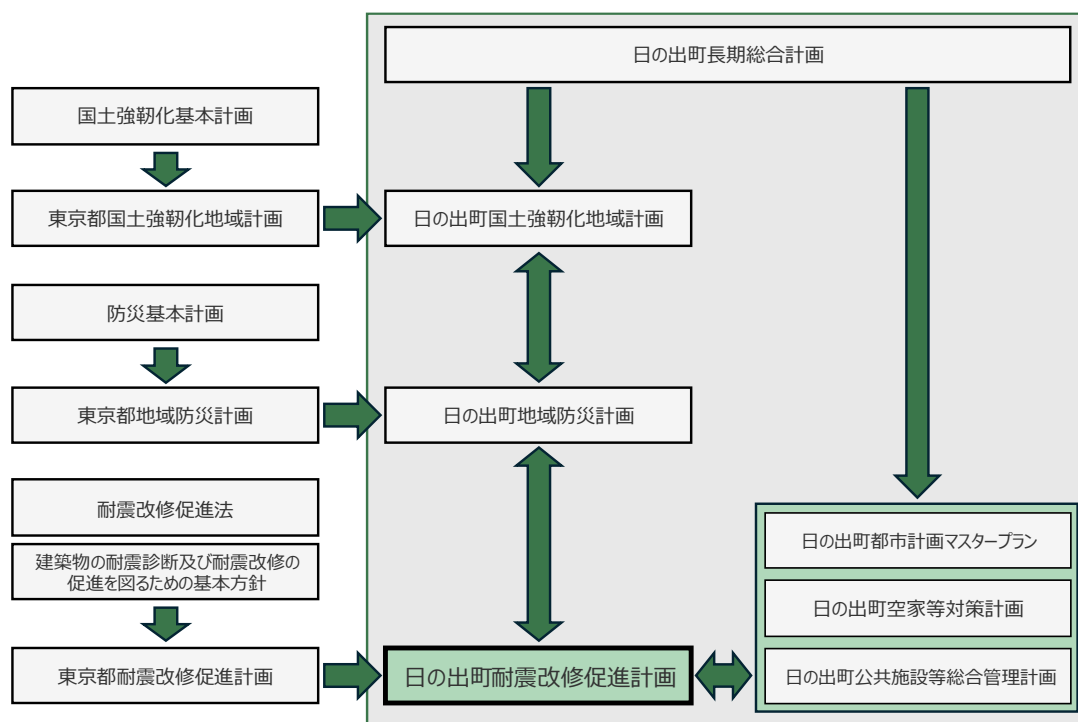 日の出町長期総合計画
国土強靭化基本計画
東京都国土強靭化地域計画
日の出町国土強靭化地域計画
防災基本計画
東京都地域防災計画
日の出町地域防災計画
耐震改修促進法
建築物の耐震診断及び耐震改修の
促進を図るための基本方針
東京都耐震改修促進計画
日の出町耐震改修促進計画
日の出町都市計画マスタープラン
日の出町空家等対策計画
日の出町公共施設等総合管理計画